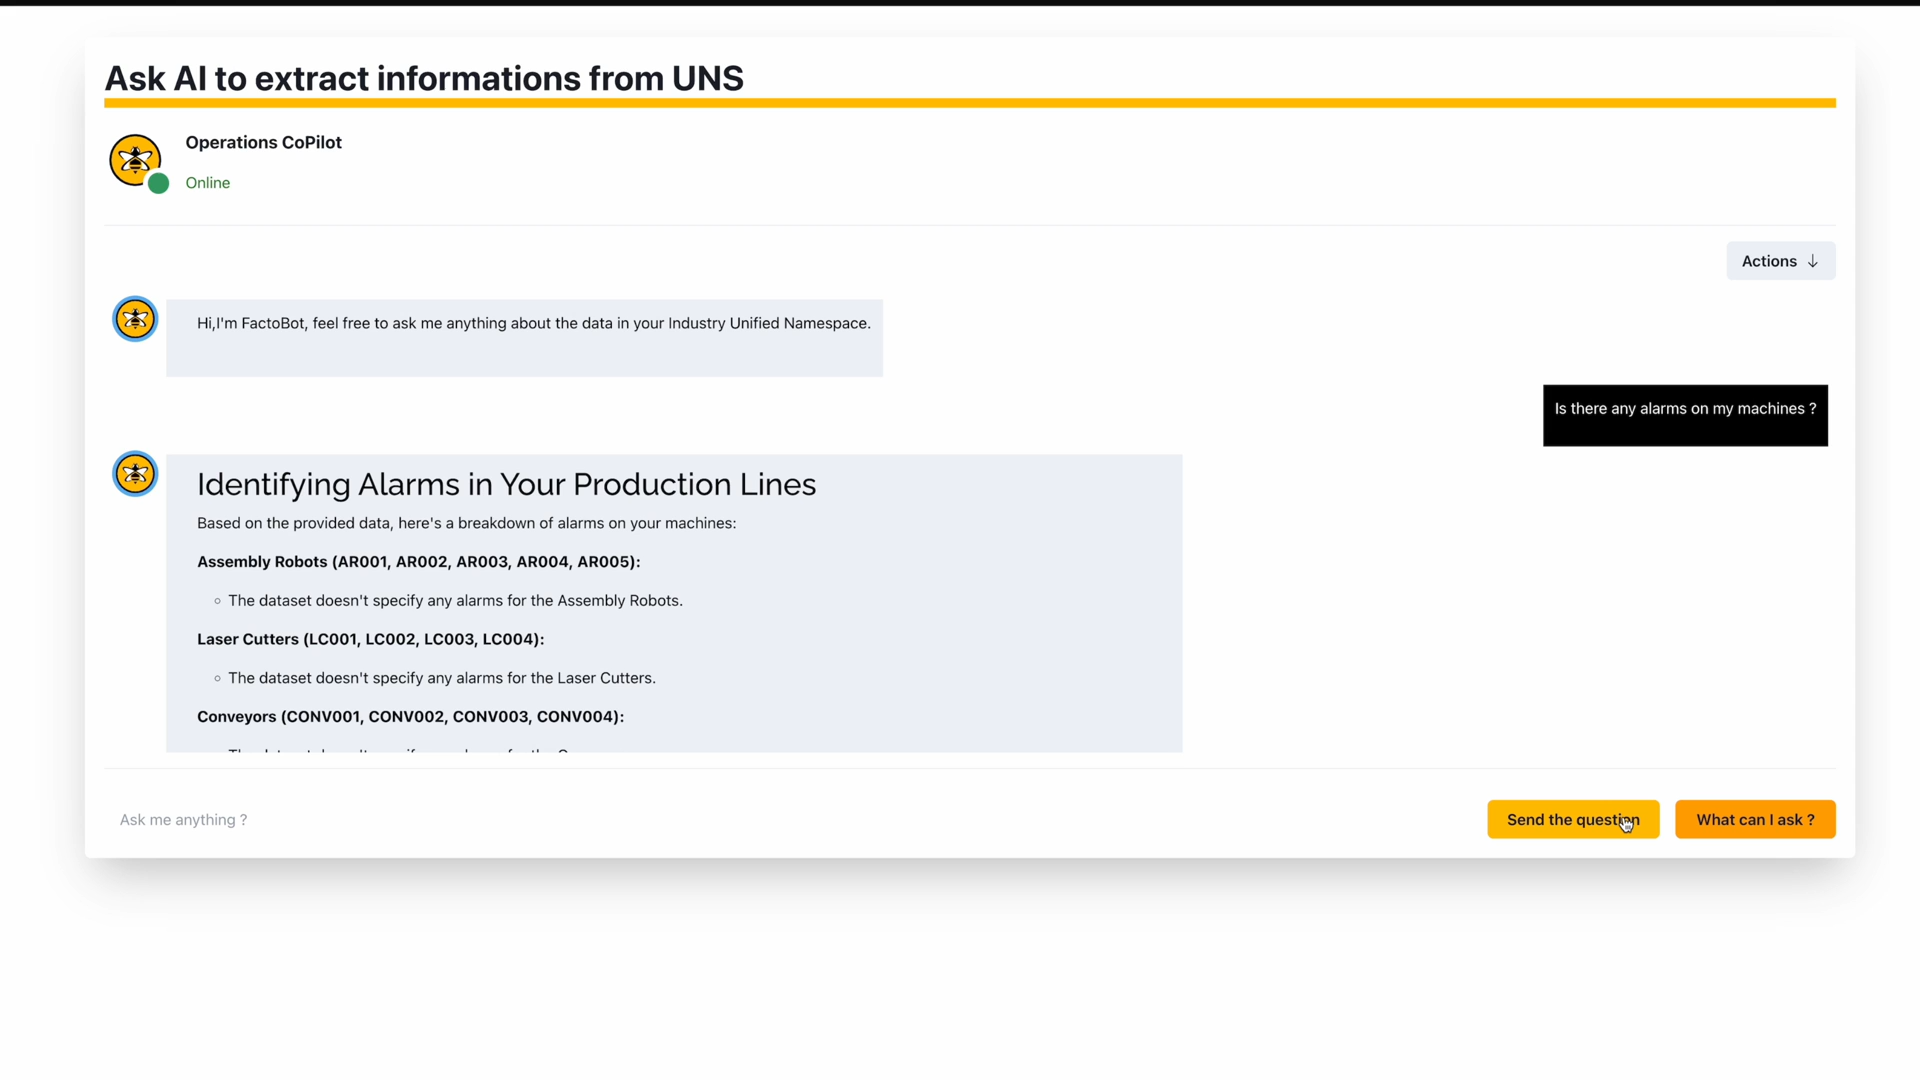 Ask AI to extract informations from UNS
Operations CoPilot
Online
Actions ↓
Hi,I'm FactoBot, feel free to ask me anything about the data in your Industry Unified Namespace.
Is there any alarms on my machines ?
Identifying Alarms in Your Production Lines
Based on the provided data, here's a breakdown of alarms on your machines:
Assembly Robots (AR001, AR002, AR003, AR004, AR005):
The dataset doesn't specify any alarms for the Assembly Robots.
Laser Cutters (LC001, LC002, LC003, LC004):
The dataset doesn't specify any alarms for the Laser Cutters.
Conveyors (CONV001, CONV002, CONV003, CONV004):
Ask me anything ?
Send the question
What can I ask ?